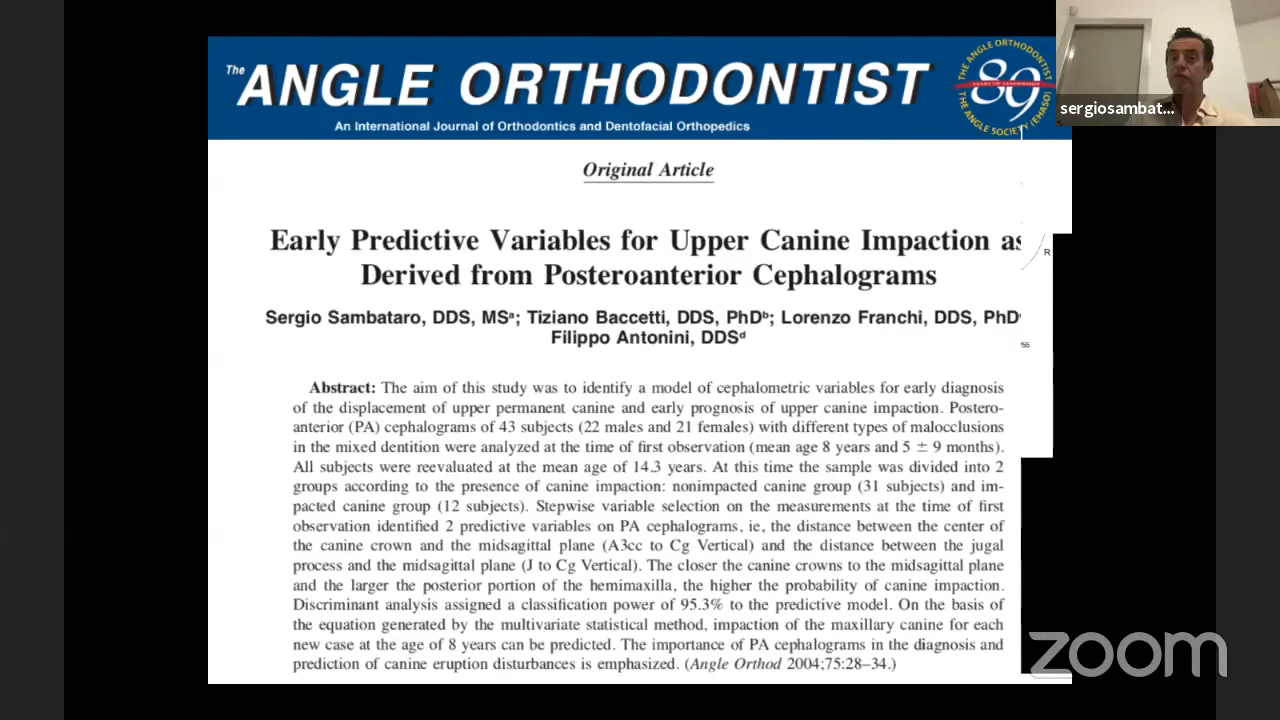 The ANGLE ORTHODONTIST
An International Journal of Orthodontics and Dentofacial Orthopedics
THE ANGLE ORTHODONTIST
89
YEARS OF LEADERSHIP
THE ANGLE SOCIETY (EHASO)
sergiosambat...
Original Article
Early Predictive Variables for Upper Canine Impaction as
Derived from Posteroanterior Cephalograms
Sergio Sambataro, DDS, MSᵃ; Tiziano Baccetti, DDS, PhDᵇ; Lorenzo Franchi, DDS, PhD
Filippo Antonini, DDSᵈ
R
Abstract: The aim of this study was to identify a model of cephalometric variables for early diagnosis
of the displacement of upper permanent canine and early prognosis of upper canine impaction. Postero-
anterior (PA) cephalograms of 43 subjects (22 males and 21 females) with different types of malocclusions
in the mixed dentition were analyzed at the time of first observation (mean age 8 years and 5 ± 9 months).
All subjects were reevaluated at the mean age of 14.3 years. At this time the sample was divided into 2
groups according to the presence of canine impaction: nonimpacted canine group (31 subjects) and im-
pacted canine group (12 subjects). Stepwise variable selection on the measurements at the time of first
observation identified 2 predictive variables on PA cephalograms, ie, the distance between the center of
the canine crown and the midsagittal plane (A3cc to Cg Vertical) and the distance between the jugal
process and the midsagittal plane (J to Cg Vertical). The closer the canine crowns to the midsagittal plane
and the larger the posterior portion of the hemimaxilla, the higher the probability of canine impaction.
Discriminant analysis assigned a classification power of 95.3% to the predictive model. On the basis of
the equation generated by the multivariate statistical method, impaction of the maxillary canine for each
new case at the age of 8 years can be predicted. The importance of PA cephalograms in the diagnosis and
prediction of canine eruption disturbances is emphasized. (Angle Orthod 2004;75:28–34.)
zoom